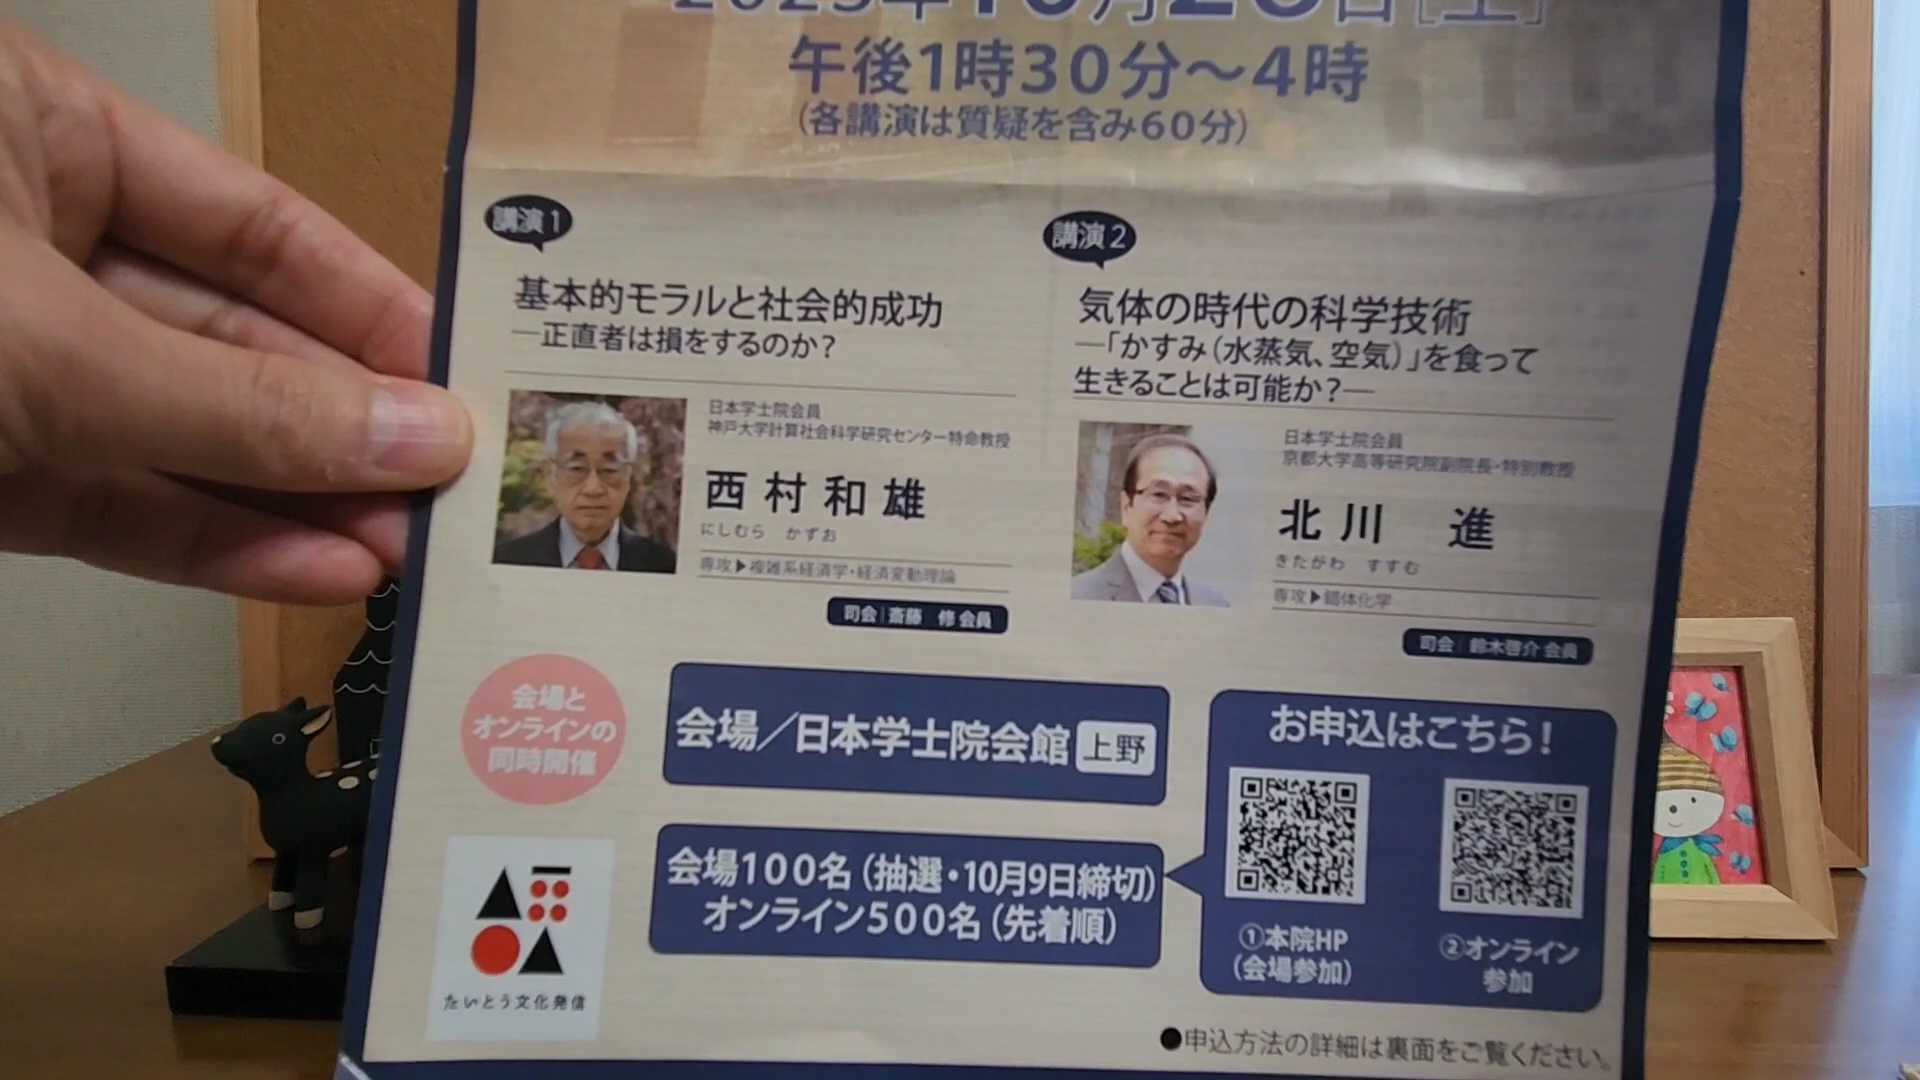 午後1時30分～4時
(各講演は質疑を含み60分)
講演1
基本的モラルと社会的成功
―正直者は損をするのか?
日本学士院会員
神戸大学計算社会科学研究センター特命教授
西村和雄
にしむら かずお
専攻▶複雑系経済学・経済変動理論
司会|斎藤 修 会員
講演2
気体の時代の科学技術
―「かすみ(水蒸気、空気)」を食って
生きることは可能か?―
日本学士院会員
京都大学高等研究院副院長・特別教授
北川 進
きたがわ すすむ
専攻▶錯体化学
司会|鈴木啓介 会員
会場と
オンラインの
同時開催
会場/日本学士院会館 上野
会場100名(抽選・10月9日締切)
オンライン500名(先着順)
お申込はこちら!
①本院HP
(会場参加)
②オンライン
参加
たいとう文化発信
●申込方法の詳細は裏面をご覧ください。